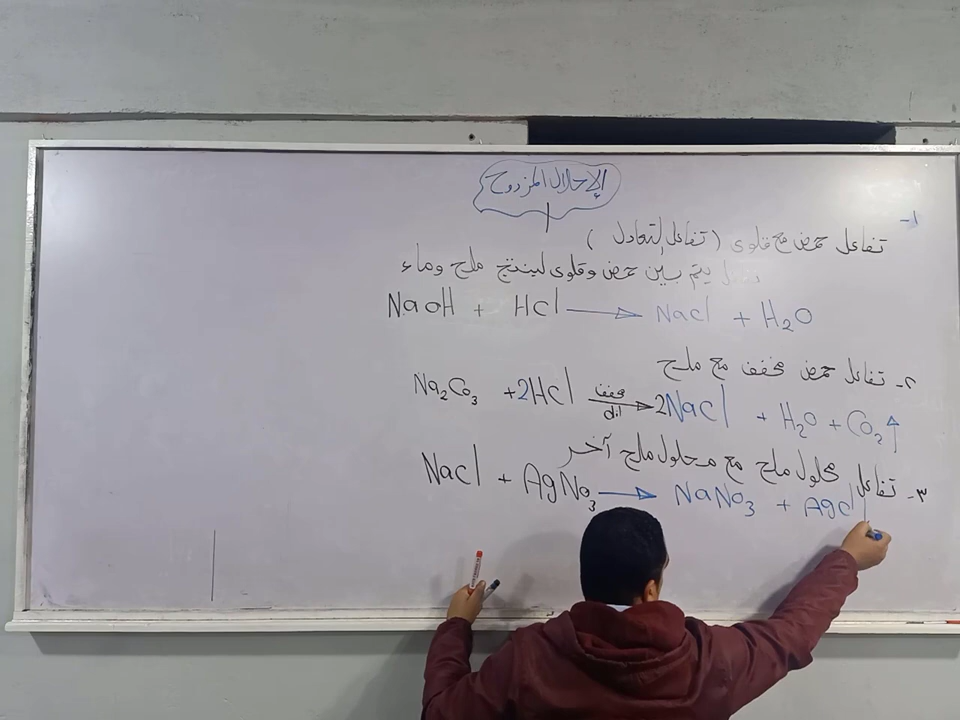 الإحلال المزدوج
١-
تفاعل حمض مع قلوى ( تفاعل التعادل )
يتم بين حمض وقلوى لينتج ملح وماء
NaOH + HCl → NaCl + H₂O
٢- تفاعل حمض مخفف مع ملح
Na₂Co₃ + 2HCl مخفف → dil 2NaCl + H₂O + Co₂ ↑
٣- تفاعل محلول ملح مع محلول ملح آخر
NaCl + AgNo₃ → NaNO₃ + AgCl